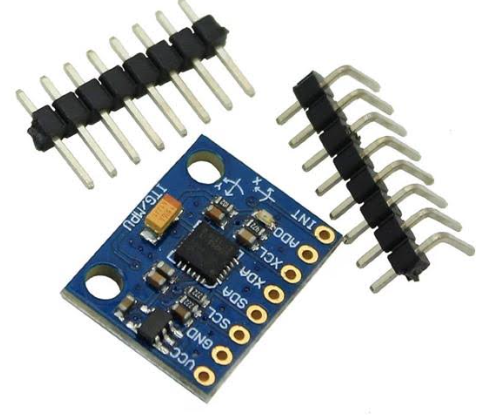 ITG/MPU
X
Y
INT
ADO
XCL
XDA
SDA
SCL
GND
VCC